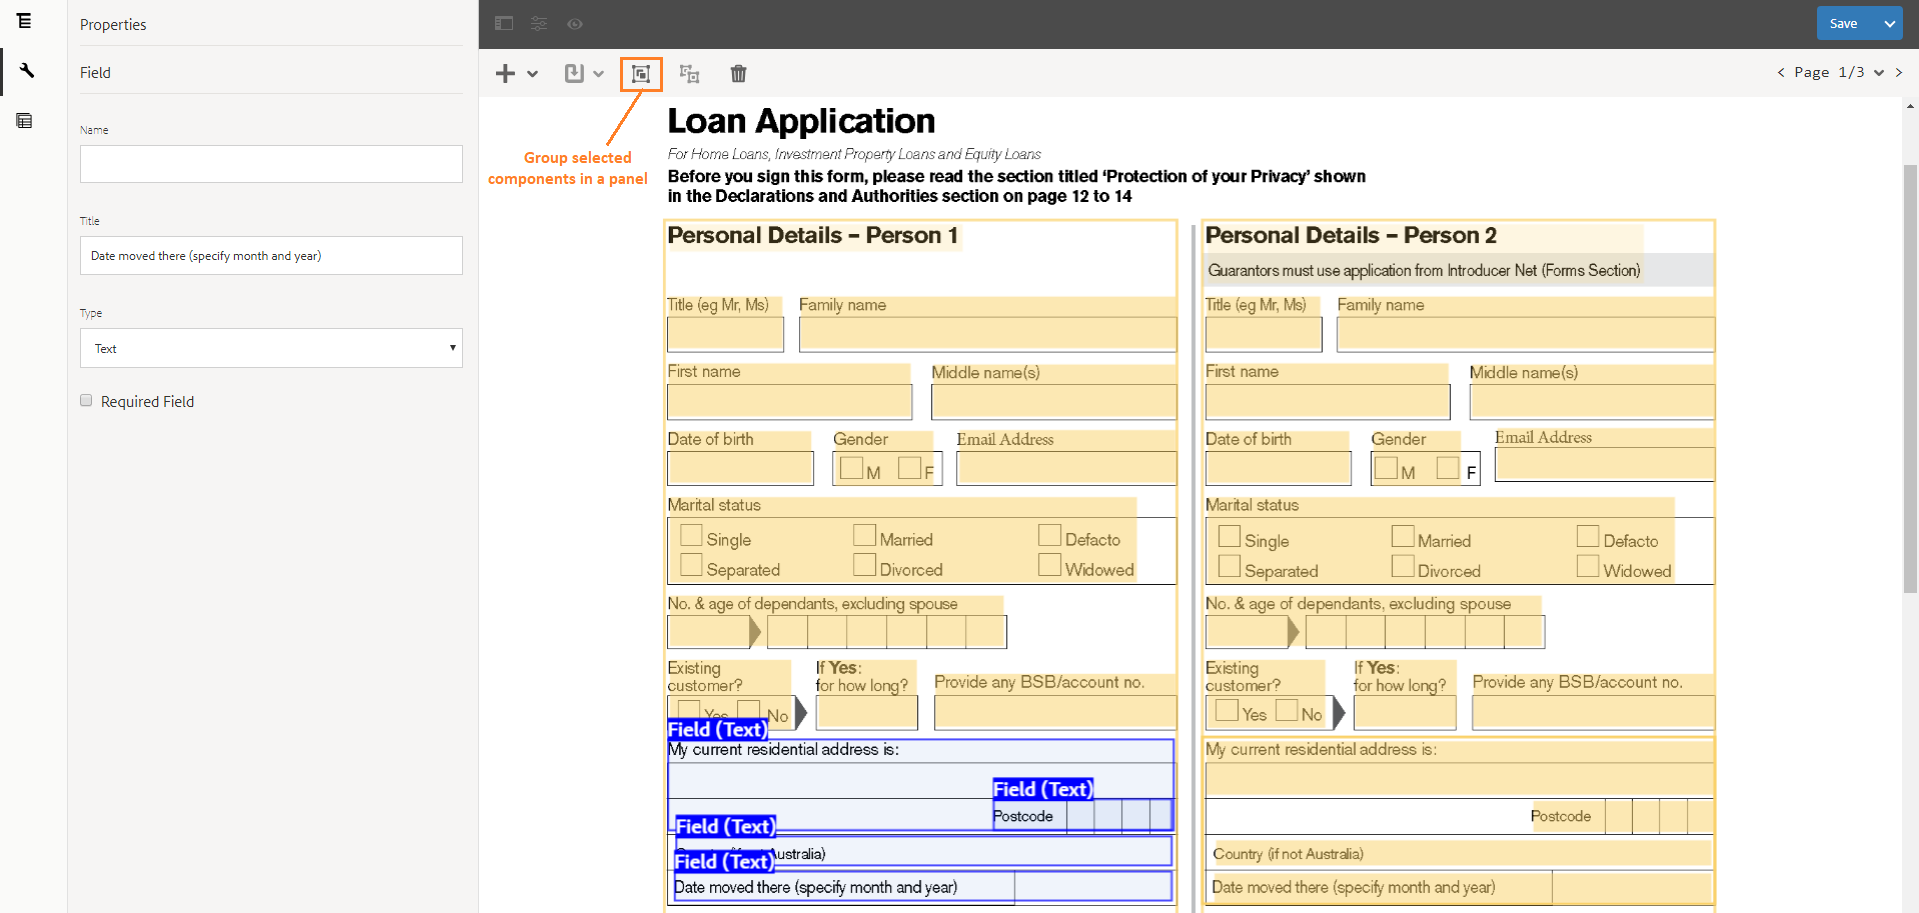 Properties
Field
Name
Title
Date moved there (specify month and year)
Type
Text
Required Field
Save
Page 1/3
Group selected
components in a panel
Loan Application
For Home Loans, Investment Property Loans and Equity Loans
Before you sign this form, please read the section titled ‘Protection of your Privacy’ shown
in the Declarations and Authorities section on page 12 to 14
Personal Details – Person 1
Title (eg Mr, Ms) Family name
First name Middle name(s)
Date of birth Gender Email Address
M F
Marital status
Single Married Defacto
Separated Divorced Widowed
No. & age of dependants, excluding spouse
Existing If Yes:
customer? for how long? Provide any BSB/account no.
Yes No
Field (Text)
My current residential address is:
Field (Text)
Postcode
Field (Text)
Australia)
Field (Text)
Date moved there (specify month and year)
Personal Details – Person 2
Guarantors must use application from Introducer Net (Forms Section)
Title (eg Mr, Ms) Family name
First name Middle name(s)
Date of birth Gender Email Address
M F
Marital status
Single Married Defacto
Separated Divorced Widowed
No. & age of dependants, excluding spouse
Existing If Yes:
customer? for how long? Provide any BSB/account no.
Yes No
My current residential address is:
Postcode
Country (if not Australia)
Date moved there (specify month and year)